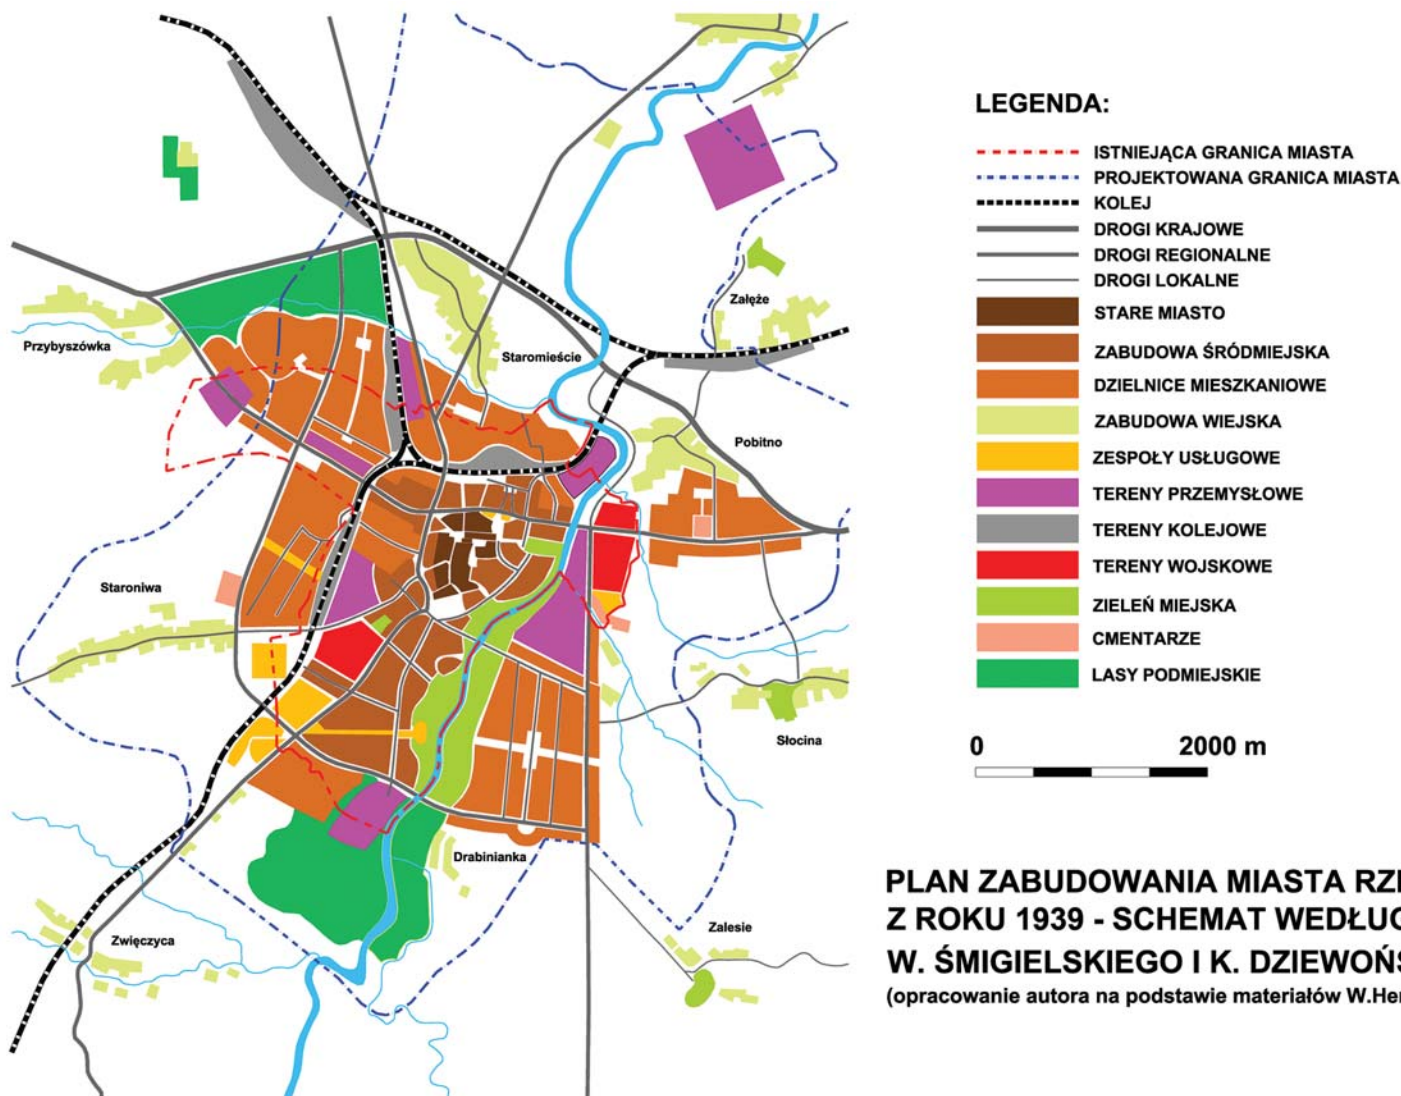 LEGENDA:
ISTNIEJĄCA GRANICA MIASTA
PROJEKTOWANA GRANICA MIASTA
KOLEJ
DROGI KRAJOWE
DROGI REGIONALNE
DROGI LOKALNE
STARE MIASTO
ZABUDOWA ŚRÓDMIEJSKA
DZIELNICE MIESZKANIOWE
ZABUDOWA WIEJSKA
ZESPOŁY USŁUGOWE
TERENY PRZEMYSŁOWE
TERENY KOLEJOWE
TERENY WOJSKOWE
ZIELEŃ MIEJSKA
CMENTARZE
LASY PODMIEJSKIE
0 2000 m
Załęże
Przybyszówka
Staromieście
Pobitno
Staroniwa
Słocina
Drabinianka
Zalesie
Zwięczyca
PLAN ZABUDOWANIA MIASTA RZE
Z ROKU 1939 - SCHEMAT WEDŁUG
W. ŚMIGIELSKIEGO I K. DZIEWOŃS
(opracowanie autora na podstawie materiałów W.Her